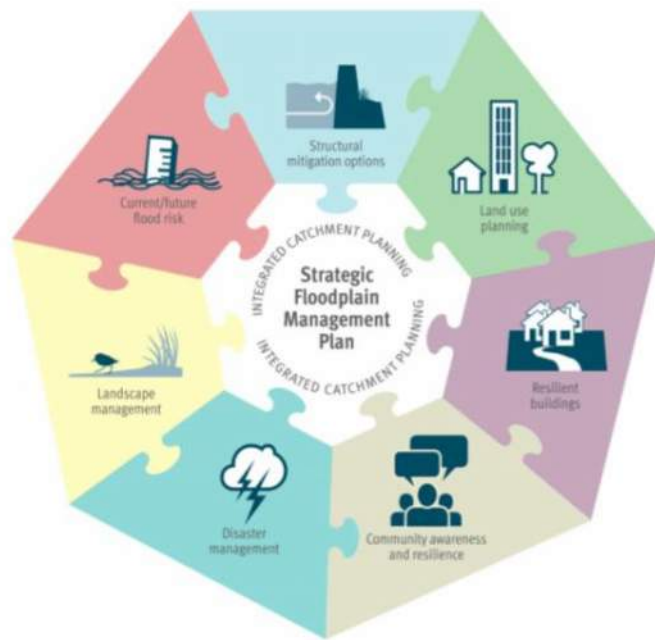 Structural
mitigation options
Land use
planning
Resilient
buildings
Community awareness
and resilience
Disaster
management
Landscape
management
Current/future
flood risk
INTEGRATED CATCHMENT PLANNING
Strategic
Floodplain
Management
Plan
INTEGRATED CATCHMENT PLANNING